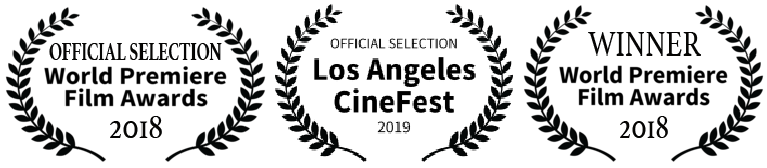 OFFICIAL SELECTION
World Premiere
Film Awards
2018
OFFICIAL SELECTION
Los Angeles
CineFest
2019
WINNER
World Premiere
Film Awards
2018